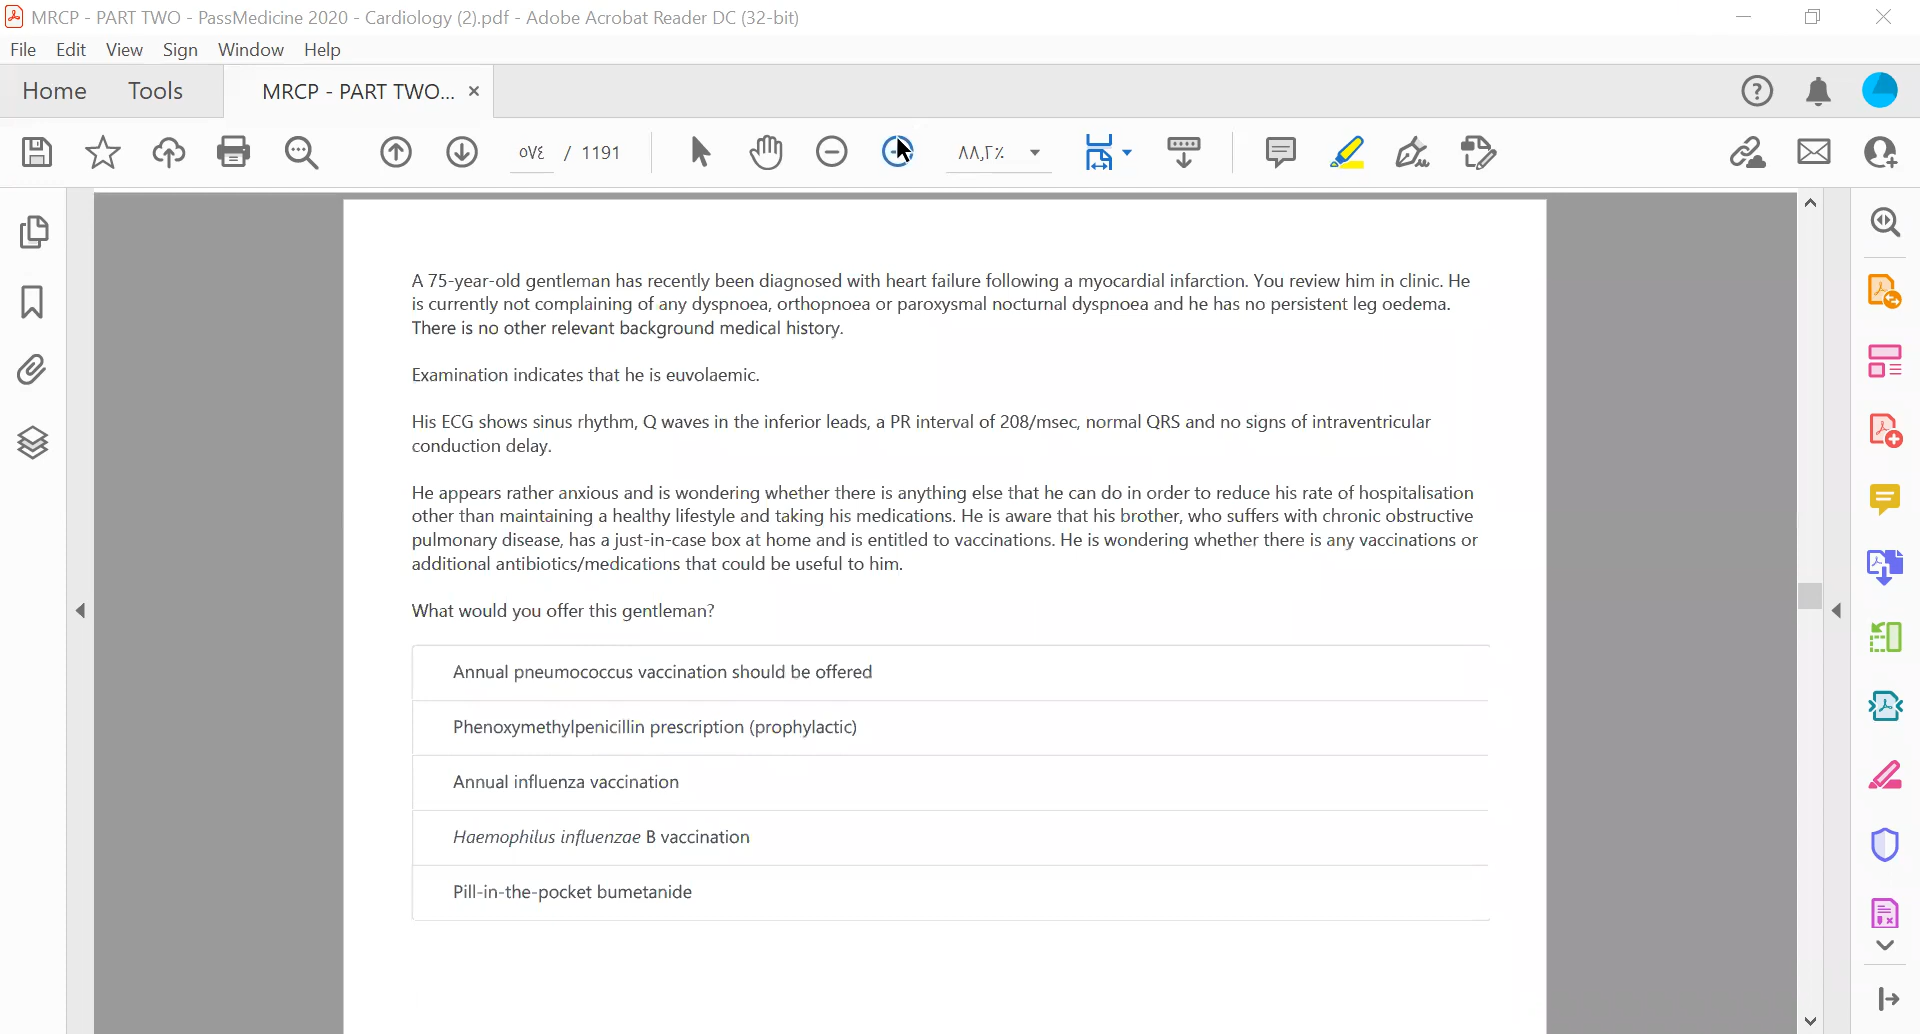 MRCP - PART TWO - PassMedicine 2020 - Cardiology (2).pdf - Adobe Acrobat Reader DC (32-bit)
File Edit View Sign Window Help
Home Tools MRCP - PART TWO...
٥٧٤ / 1191 ٨٨,٢٪
A 75-year-old gentleman has recently been diagnosed with heart failure following a myocardial infarction. You review him in clinic. He
is currently not complaining of any dyspnoea, orthopnoea or paroxysmal nocturnal dyspnoea and he has no persistent leg oedema.
There is no other relevant background medical history.
Examination indicates that he is euvolaemic.
His ECG shows sinus rhythm, Q waves in the inferior leads, a PR interval of 208/msec, normal QRS and no signs of intraventricular
conduction delay.
He appears rather anxious and is wondering whether there is anything else that he can do in order to reduce his rate of hospitalisation
other than maintaining a healthy lifestyle and taking his medications. He is aware that his brother, who suffers with chronic obstructive
pulmonary disease, has a just-in-case box at home and is entitled to vaccinations. He is wondering whether there is any vaccinations or
additional antibiotics/medications that could be useful to him.
What would you offer this gentleman?
Annual pneumococcus vaccination should be offered
Phenoxymethylpenicillin prescription (prophylactic)
Annual influenza vaccination
Haemophilus influenzae B vaccination
Pill-in-the-pocket bumetanide